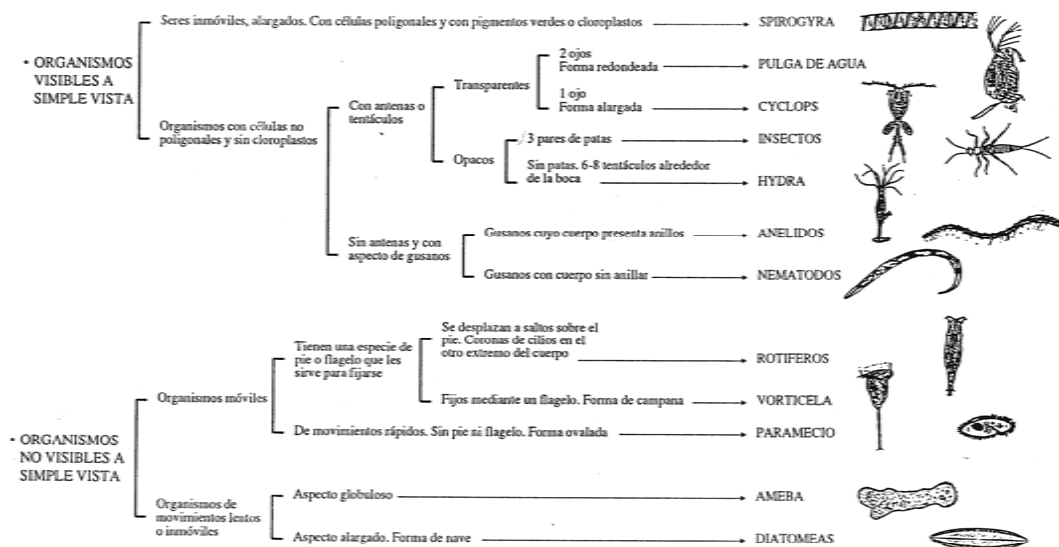 Seres inmóviles, alargados. Con células poligonales y con pigmentos verdes o cloroplastos
SPIROGYRA
• ORGANISMOS
VISIBLES A
SIMPLE VISTA
2 ojos
Forma redondeada
PULGA DE AGUA
Transparentes
1 ojo
Forma alargada
CYCLOPS
Con antenas o
tentáculos
Organismos con células no
poligonales y sin cloroplastos
3 pares de patas
INSECTOS
Opacos
Sin patas. 6-8 tentáculos alrededor
de la boca
HYDRA
Sin antenas y con
aspecto de gusanos
Gusanos cuyo cuerpo presenta anillos
ANELIDOS
Gusanos con cuerpo sin anillar
NEMATODOS
Se desplazan a saltos sobre el
pie. Coronas de cilios en el
otro extremo del cuerpo
ROTIFEROS
Tienen una especie de
pie o flagelo que les
sirve para fijarse
Organismos móviles
Fijos mediante un flagelo. Forma de campana
VORTICELA
De movimientos rápidos. Sin pie ni flagelo. Forma ovalada
PARAMECIO
• ORGANISMOS
NO VISIBLES A
SIMPLE VISTA
Organismos de
movimientos lentos
o inmóviles
Aspecto globuloso
AMEBA
Aspecto alargado. Forma de nave
DIATOMEAS